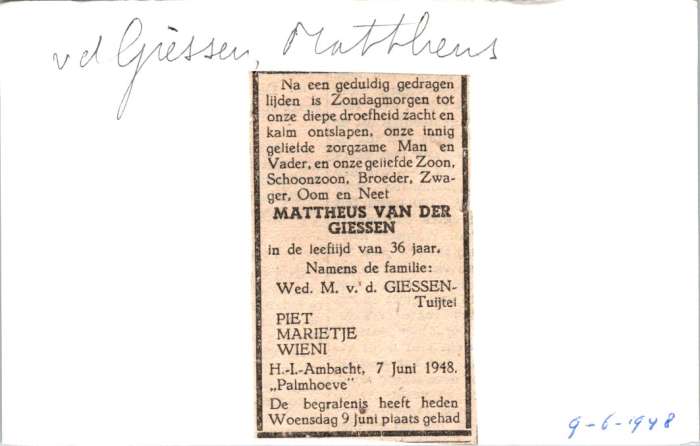 v d Giessen, Mattheus
Na een geduldig gedragen
lijden is Zondagmorgen tot
onze diepe droefheid zacht en
kalm ontslapen, onze innig
geliefde zorgzame Man en
Vader, en onze geliefde Zoon,
Schoonzoon, Broeder, Zwa-
ger, Oom en Neef
MATTHEUS VAN DER
GIESSEN
in de leeftijd van 36 jaar.
Namens de familie:
Wed. M. v. d. GIESSEN-
Tuijtel
PIET
MARIETJE
WIENI
H.-I.-Ambacht, 7 Juni 1948.
„Palmhoeve"
De begrafenis heeft heden
Woensdag 9 Juni plaats gehad
9-6-1948